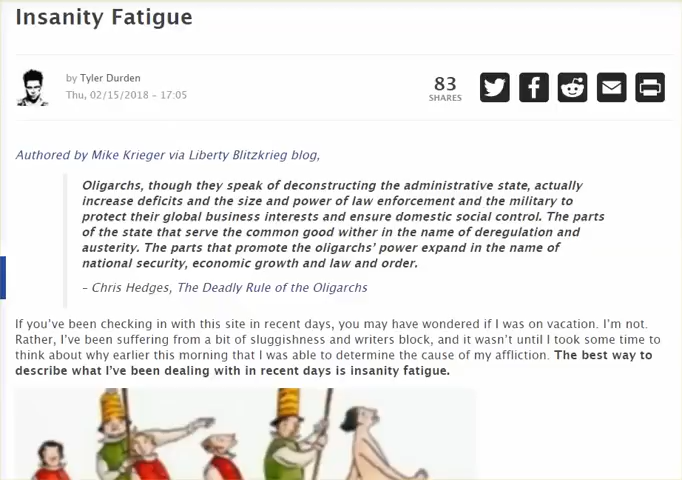 Insanity Fatigue
by Tyler Durden
Thu, 02/15/2018 - 17:05
83
SHARES
Authored by Mike Krieger via Liberty Blitzkrieg blog,
Oligarchs, though they speak of deconstructing the administrative state, actually
increase deficits and the size and power of law enforcement and the military to
protect their global business interests and ensure domestic social control. The parts
of the state that serve the common good wither in the name of deregulation and
austerity. The parts that promote the oligarchs' power expand in the name of
national security, economic growth and law and order.
– Chris Hedges, The Deadly Rule of the Oligarchs
If you've been checking in with this site in recent days, you may have wondered if I was on vacation. I'm not.
Rather, I've been suffering from a bit of sluggishness and writers block, and it wasn't until I took some time to
think about why earlier this morning that I was able to determine the cause of my affliction. The best way to
describe what I've been dealing with in recent days is insanity fatigue.